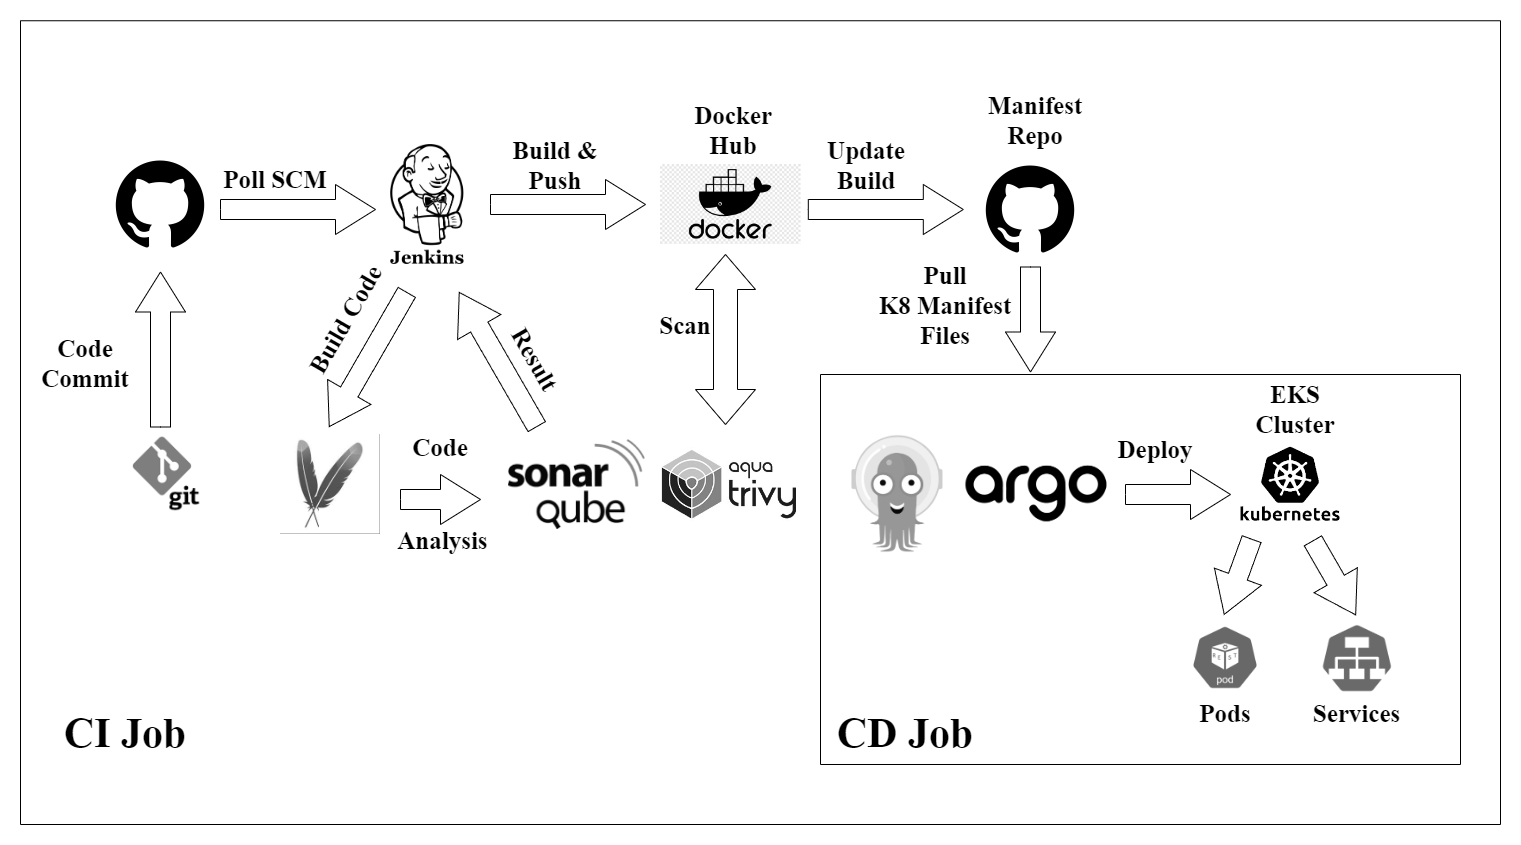 Docker
Hub
Manifest
Repo
Poll SCM
Build &
Push
Update
Build
docker
Jenkins
Build Code
Result
Scan
Pull
K8 Manifest
Files
Code
Commit
git
Code
Analysis
sonar
qube
aqua
trivy
argo
Deploy
EKS
Cluster
kubernetes
REST
pod
Pods
Services
CI Job
CD Job